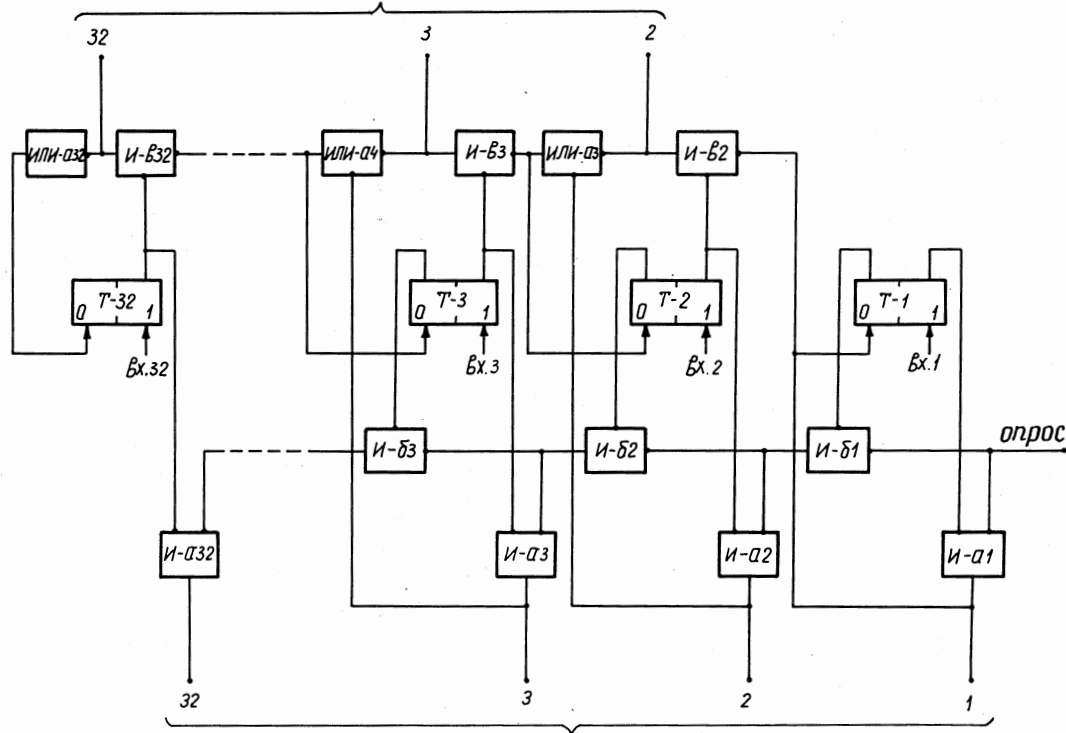 32 3 2
ИЛИ-а32 И-в32 ИЛИ-а4 И-в3 ИЛИ-а3 И-в2
0 Т-32 1 0 Т-3 1 0 Т-2 1 0 Т-1 1
Вх.32 Вх.3 Вх.2 Вх.1
И-б3 И-б2 И-б1 опрос
И-а32 И-а3 И-а2 И-а1
32 3 2 1